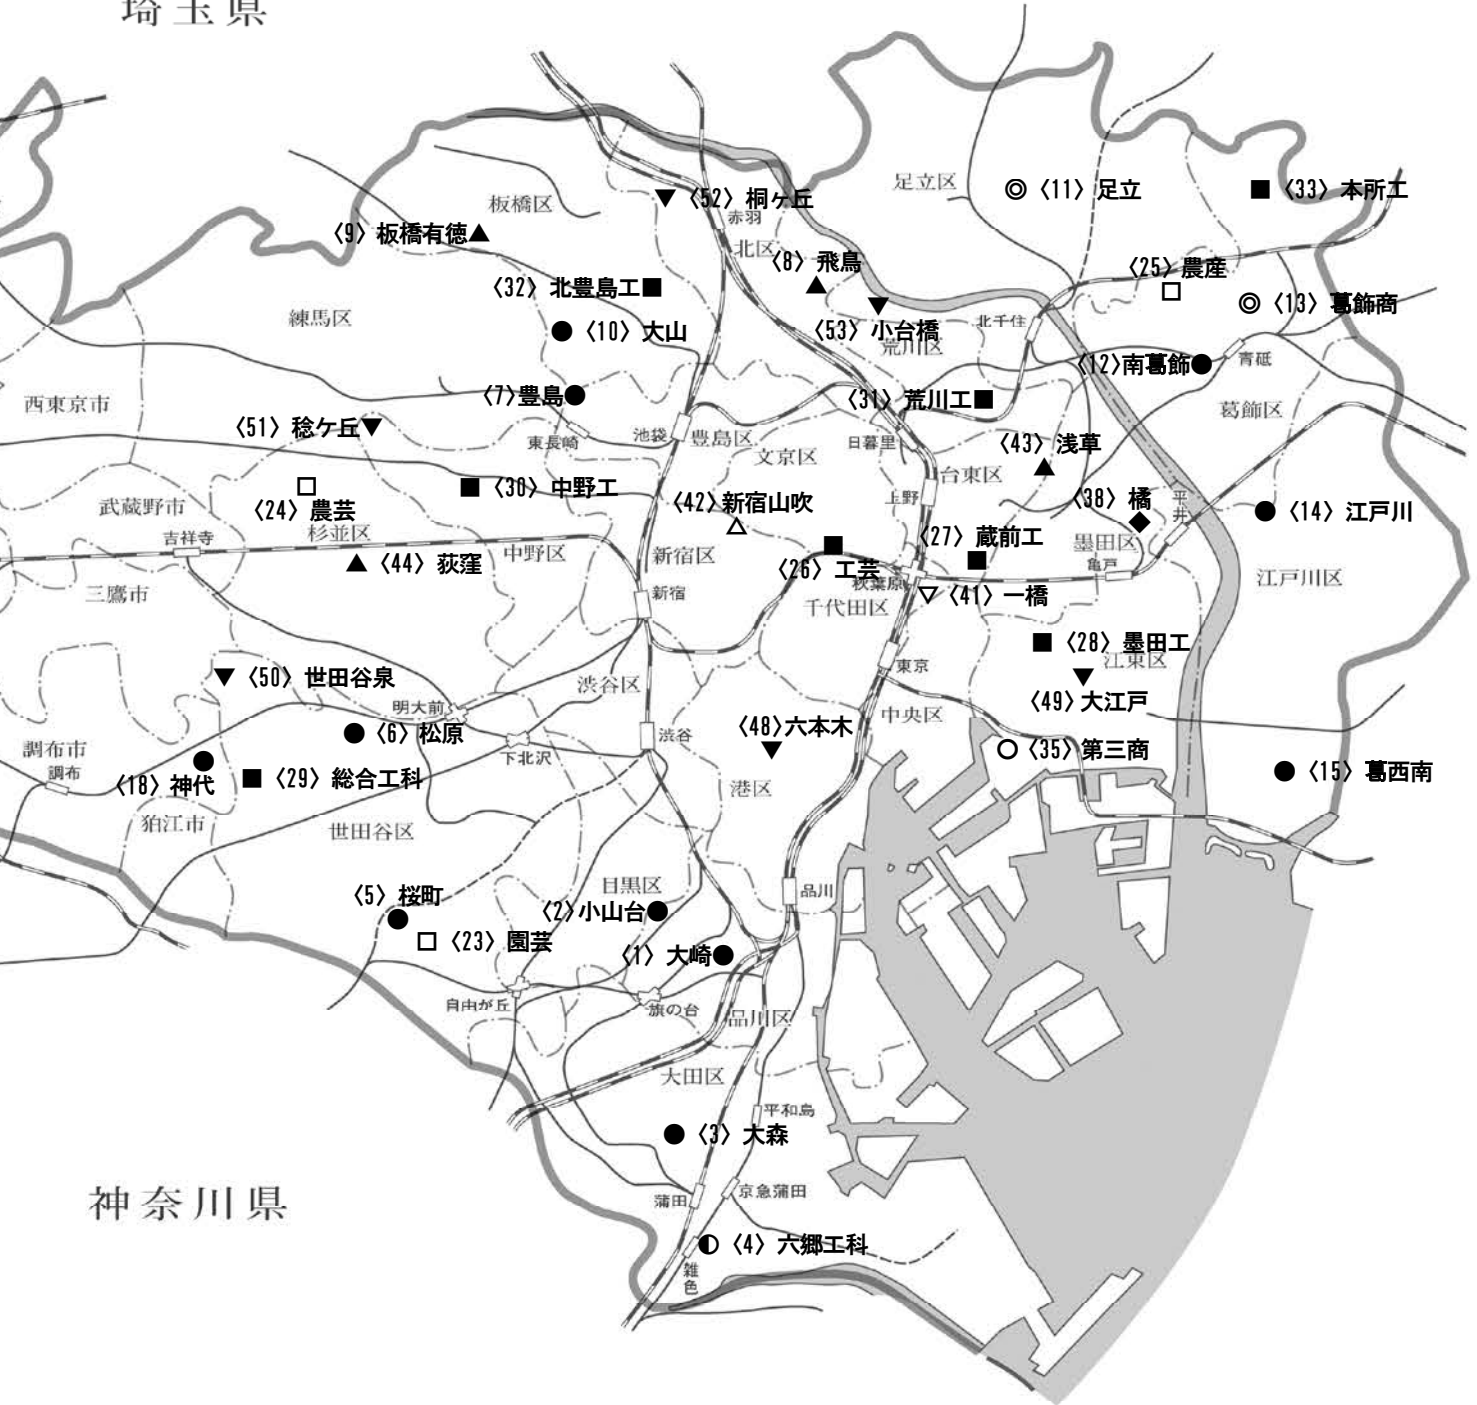 埼玉県
足立区
◎〈11〉足立
■〈33〉本所工
板橋区
▼〈52〉桐ヶ丘
赤羽
〈9〉板橋有徳▲
北区
〈8〉飛鳥
▲
〈25〉農産
□
〈32〉北豊島工■
◎〈13〉葛飾商
練馬区
●〈10〉大山
▼
〈53〉小台橋
北千住
荒川区
青砥
〈12〉南葛飾●
〈7〉豊島●
〈31〉荒川工■
西東京市
葛飾区
〈51〉稔ケ丘▼
東長崎
池袋
豊島区
日暮里
〈43〉浅草
▲
文京区
台東区
□
〈24〉農芸
■〈30〉中野工
〈42〉新宿山吹
△
上野
〈38〉橘
◆
平井
武蔵野市
●〈14〉江戸川
吉祥寺
杉並区
中野区
新宿区
〈27〉蔵前工
■
墨田区
■
〈26〉工芸
▲〈44〉荻窪
亀戸
秋葉原
江戸川区
三鷹市
新宿
▽〈41〉一橋
千代田区
■〈28〉墨田工
江東区
東京
▼〈50〉世田谷泉
渋谷区
▼
〈49〉大江戸
明大前
中央区
●〈6〉松原
〈48〉六本木
▼
渋谷
○〈35〉第三商
調布市
調布
下北沢
●
〈18〉神代
■〈29〉総合工科
●〈15〉葛西南
港区
狛江市
世田谷区
目黒区
品川
〈5〉桜町
●
〈2〉小山台●
□〈23〉園芸
〈1〉大崎●
自由が丘
旗の台
品川区
大田区
平和島
●〈3〉大森
神奈川県
蒲田
京急蒲田
◐〈4〉六郷工科
雑色